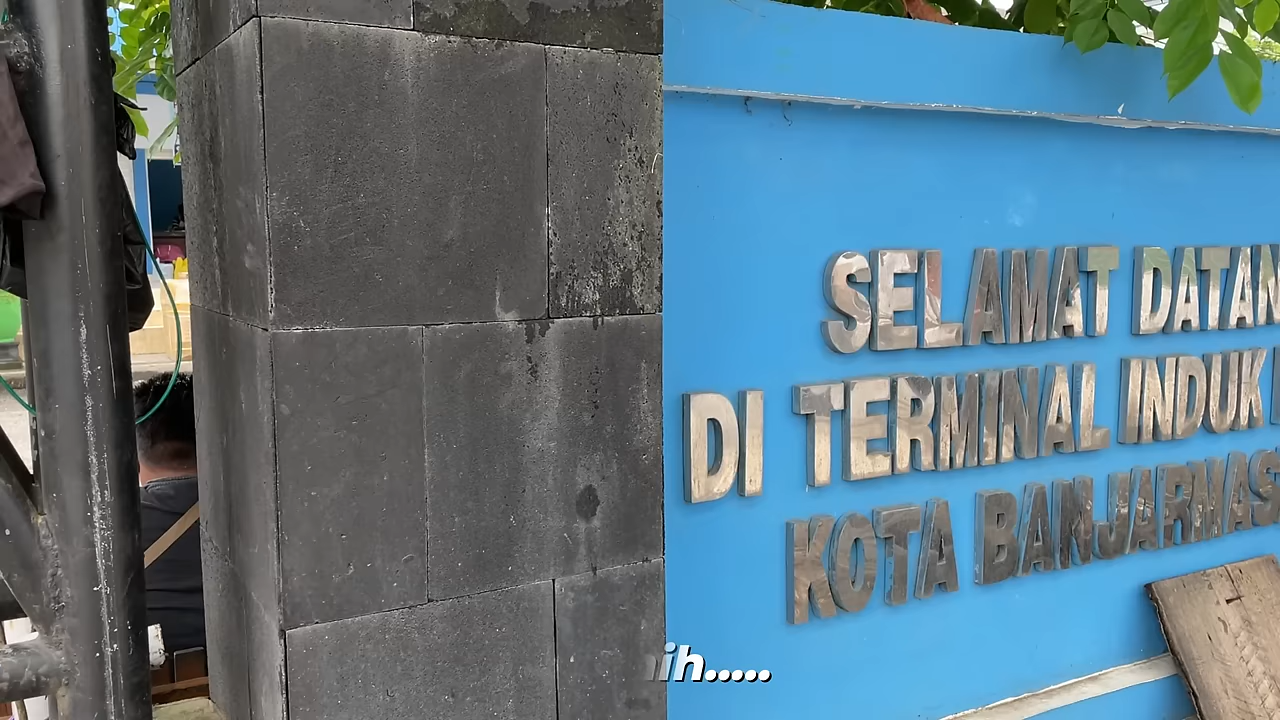 SELAMAT DATAN
DI TERMINAL INDUK
KOTA BANJARMAS
ih.....